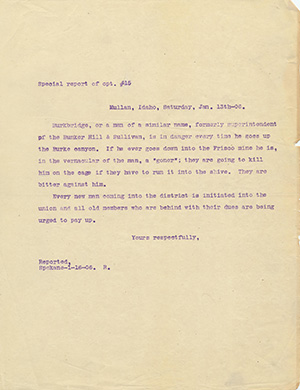 Special report of opt. #15
Mullan, Idaho, Saturday, Jan. 13th-06.
Burkbridge, or a man of a similar name, formerly superintendent
of the Bunker Hill & Sullivan, is in danger every time he goes up
the Burke canyon. If he ever goes down into the Frisco mine he is,
in the vernacular of the men, a "goner"; they are going to kill
him on the cage if they have to run it into the shive. They are
bitter against him.
Every new man coming into the district is initiated into the
union and all old members who are behind with their dues are being
urged to pay up.
Yours respectfully,
Reported,
Spokane-1-16-06. R.